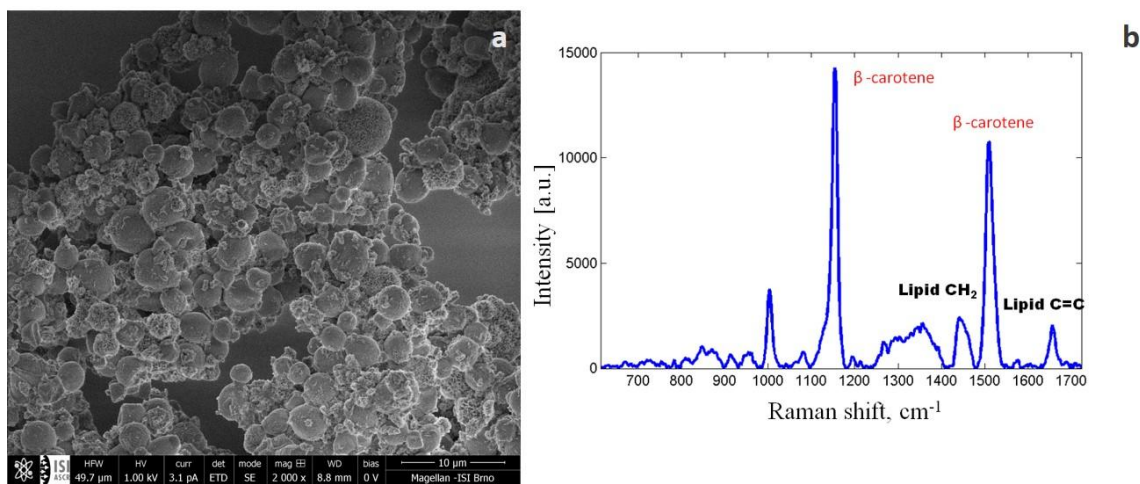 a
ISI
ASCR
HFW HV curr det mode mag WD bias
49.7 µm 1.00 kV 3.1 pA ETD SE 2 000 x 8.8 mm 0 V
10 µm
Magellan -ISI Brno
b
15000
10000
5000
0
Intensity [a.u.]
β -carotene
β -carotene
Lipid CH₂
Lipid C=C
700 800 900 1000 1100 1200 1300 1400 1500 1600 1700
Raman shift, cm⁻¹